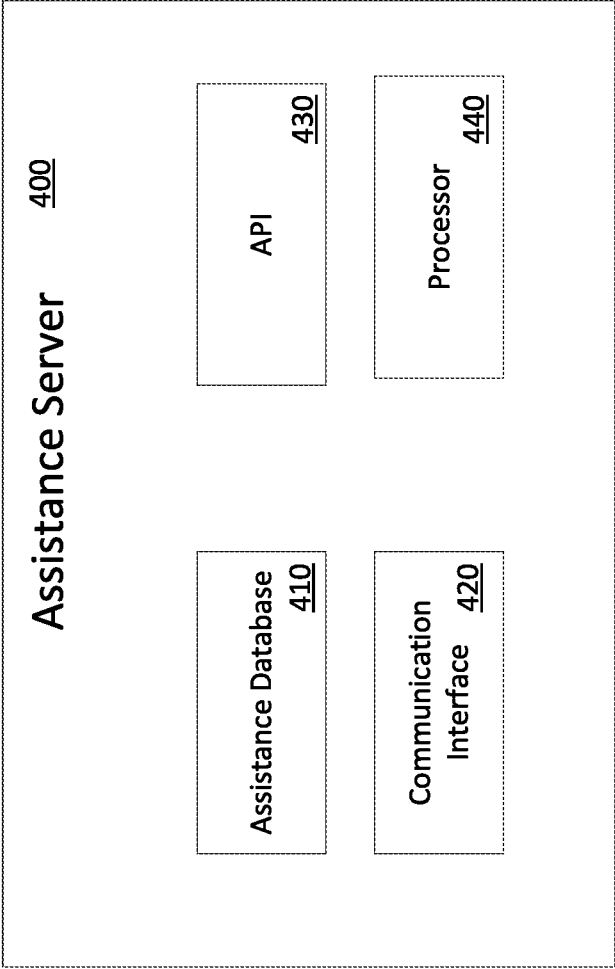 Assistance Server 400
Assistance Database
410
API
430
Communication
Interface
420
Processor
440